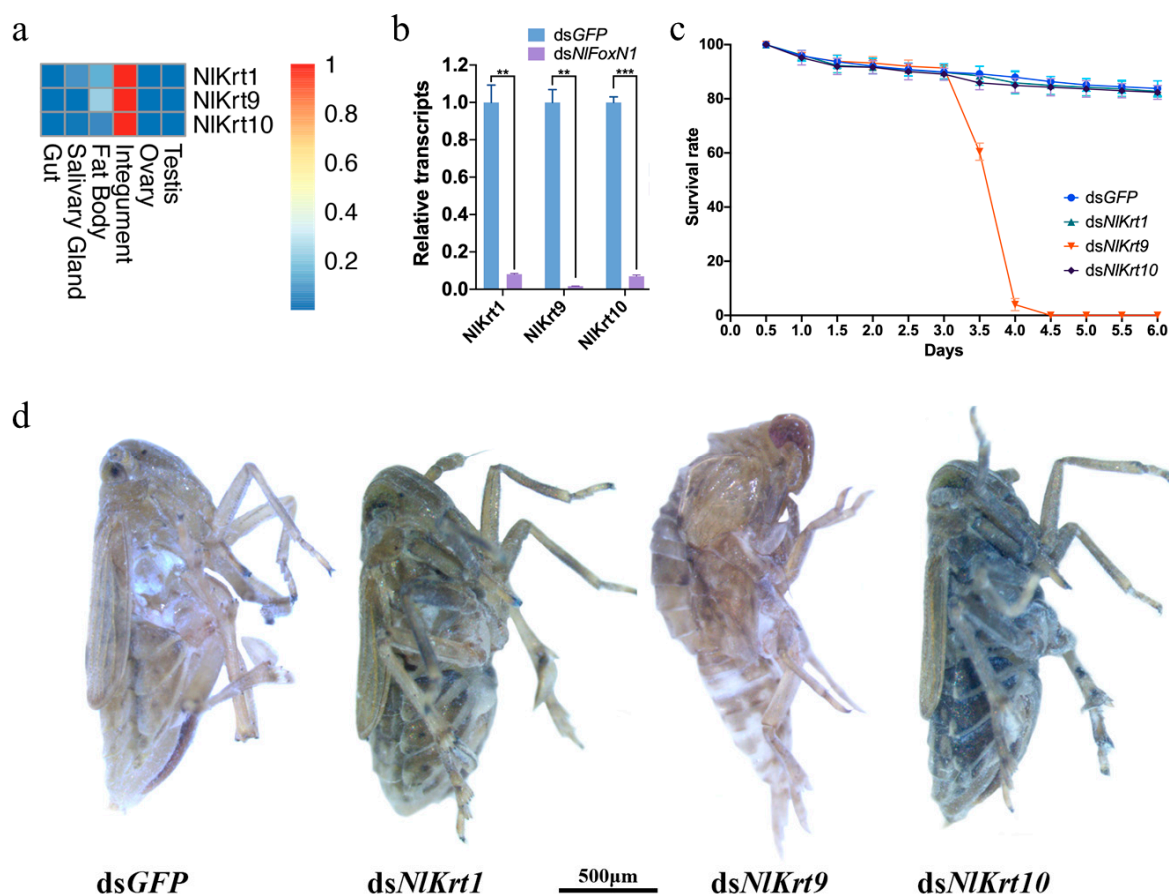 a
NlKrt1
NlKrt9
NlKrt10
Gut
Salivary Gland
Fat Body
Integument
Ovary
Testis
1
0.8
0.6
0.4
0.2
b
dsGFP
dsNlFoxN1
** ** ***
Relative transcripts
1.2
1.0
0.8
0.6
0.4
0.2
0.0
NlKrt1
NlKrt9
NlKrt10
c
Survival rate
100
80
60
40
20
0
dsGFP
dsNlKrt1
dsNlKrt9
dsNlKrt10
0.0 0.5 1.0 1.5 2.0 2.5 3.0 3.5 4.0 4.5 5.0 5.5 6.0
Days
d
dsGFP dsNlKrt1 500μm dsNlKrt9 dsNlKrt10